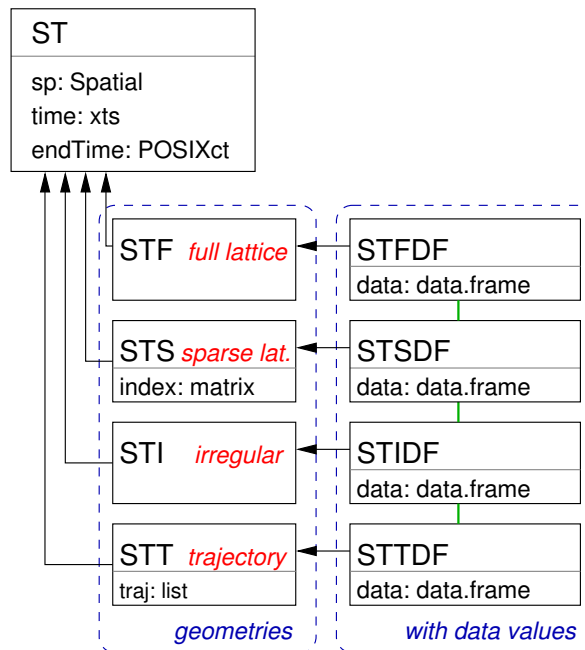 ST
sp: Spatial
time: xts
endTime: POSIXct
STF full lattice
STFDF
data: data.frame
STS sparse lat.
index: matrix
STSDF
data: data.frame
STI irregular
STIDF
data: data.frame
STT trajectory
traj: list
STTDF
data: data.frame
geometries
with data values